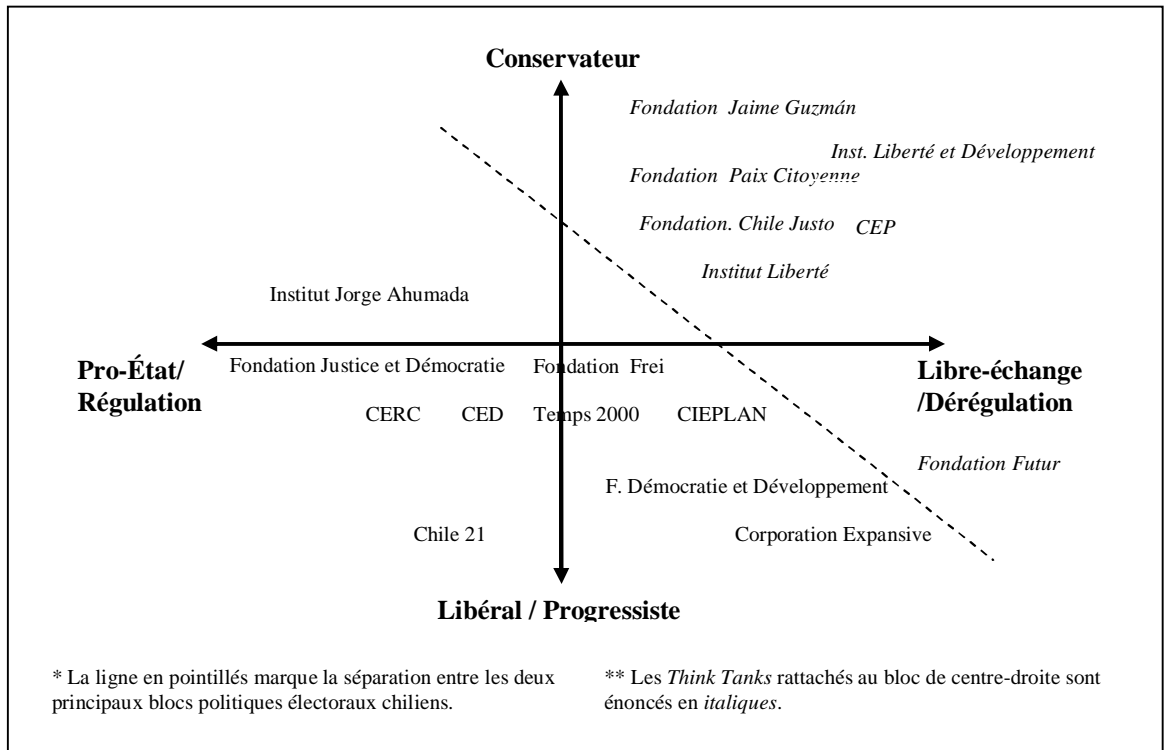 Conservateur
Fondation Jaime Guzmán
Inst. Liberté et Développement
Fondation Paix Citoyenne
Fondation. Chile Justo CEP
Institut Liberté
Institut Jorge Ahumada
Pro-État/
Régulation
Fondation Justice et Démocratie Fondation Frei
Libre-échange
/Dérégulation
CERC CED Temps 2000 CIEPLAN
Fondation Futur
F. Démocratie et Développement
Chile 21 Corporation Expansive
Libéral / Progressiste
* La ligne en pointillés marque la séparation entre les deux
principaux blocs politiques électoraux chiliens.
** Les Think Tanks rattachés au bloc de centre-droite sont
énoncés en italiques.